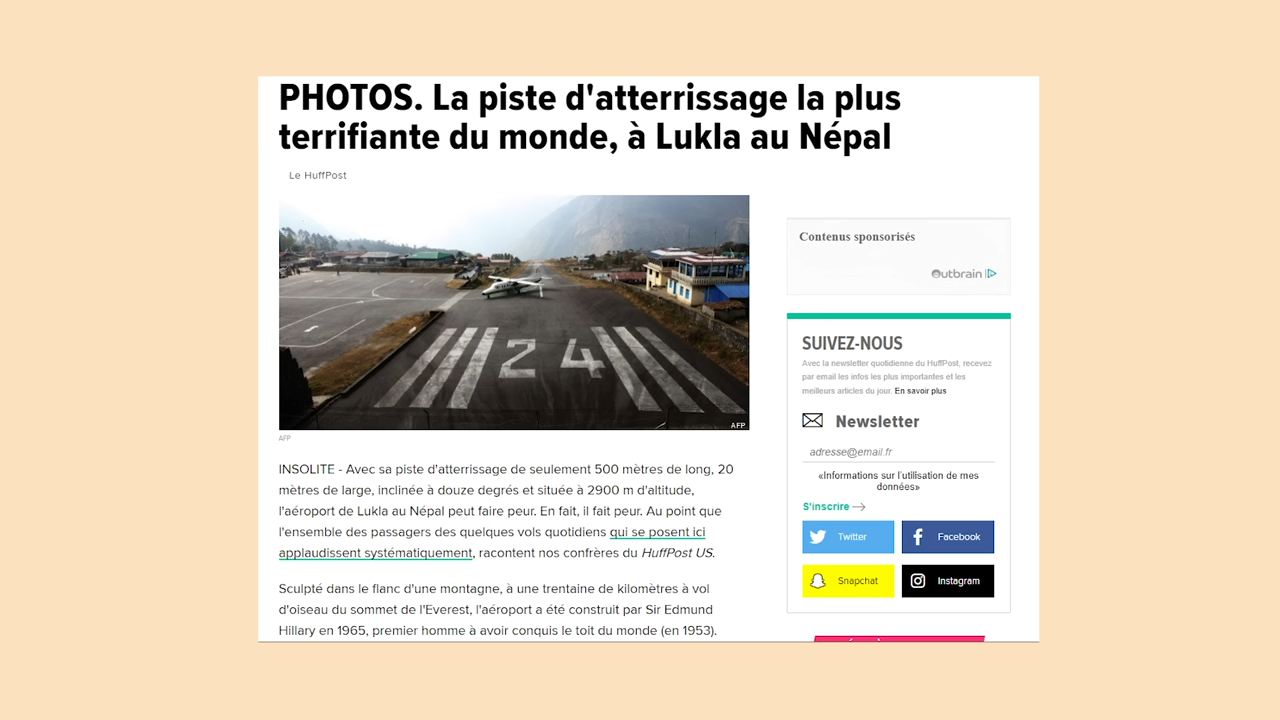 PHOTOS. La piste d'atterrissage la plus
terrifiante du monde, à Lukla au Népal
Le HuffPost
24
AFP
AFP
INSOLITE - Avec sa piste d'atterrissage de seulement 500 mètres de long, 20
mètres de large, inclinée à douze degrés et située à 2900 m d'altitude,
l'aéroport de Lukla au Népal peut faire peur. En fait, il fait peur. Au point que
l'ensemble des passagers des quelques vols quotidiens qui se posent ici
applaudissent systématiquement, racontent nos confrères du HuffPost US.
Sculpté dans le flanc d'une montagne, à une trentaine de kilomètres à vol
d'oiseau du sommet de l'Everest, l'aéroport a été construit par Sir Edmund
Hillary en 1965, premier homme à avoir conquis le toit du monde (en 1953).
Contenus sponsorisés
Outbrain
SUIVEZ-NOUS
Avec la newsletter quotidienne du HuffPost, recevez
par email les infos les plus importantes et les
meilleurs articles du jour. En savoir plus
Newsletter
adresse@email.fr
«Informations sur l'utilisation de mes
données»
S'inscrire
Twitter
Facebook
Snapchat
Instagram